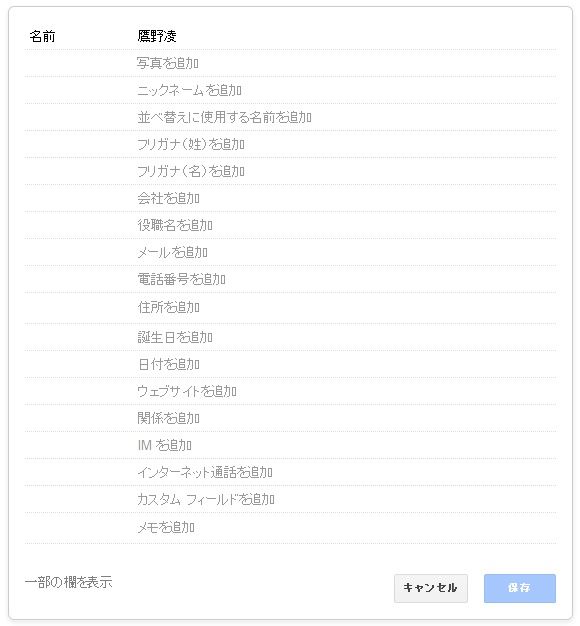 名前 鷹野凌
写真を追加
ニックネームを追加
並べ替えに使用する名前を追加
フリガナ（姓）を追加
フリガナ（名）を追加
会社を追加
役職名を追加
メールを追加
電話番号を追加
住所を追加
誕生日を追加
日付を追加
ウェブサイトを追加
関係を追加
IM を追加
インターネット通話を追加
カスタム フィールドを追加
メモを追加
一部の欄を表示 キャンセル 保存